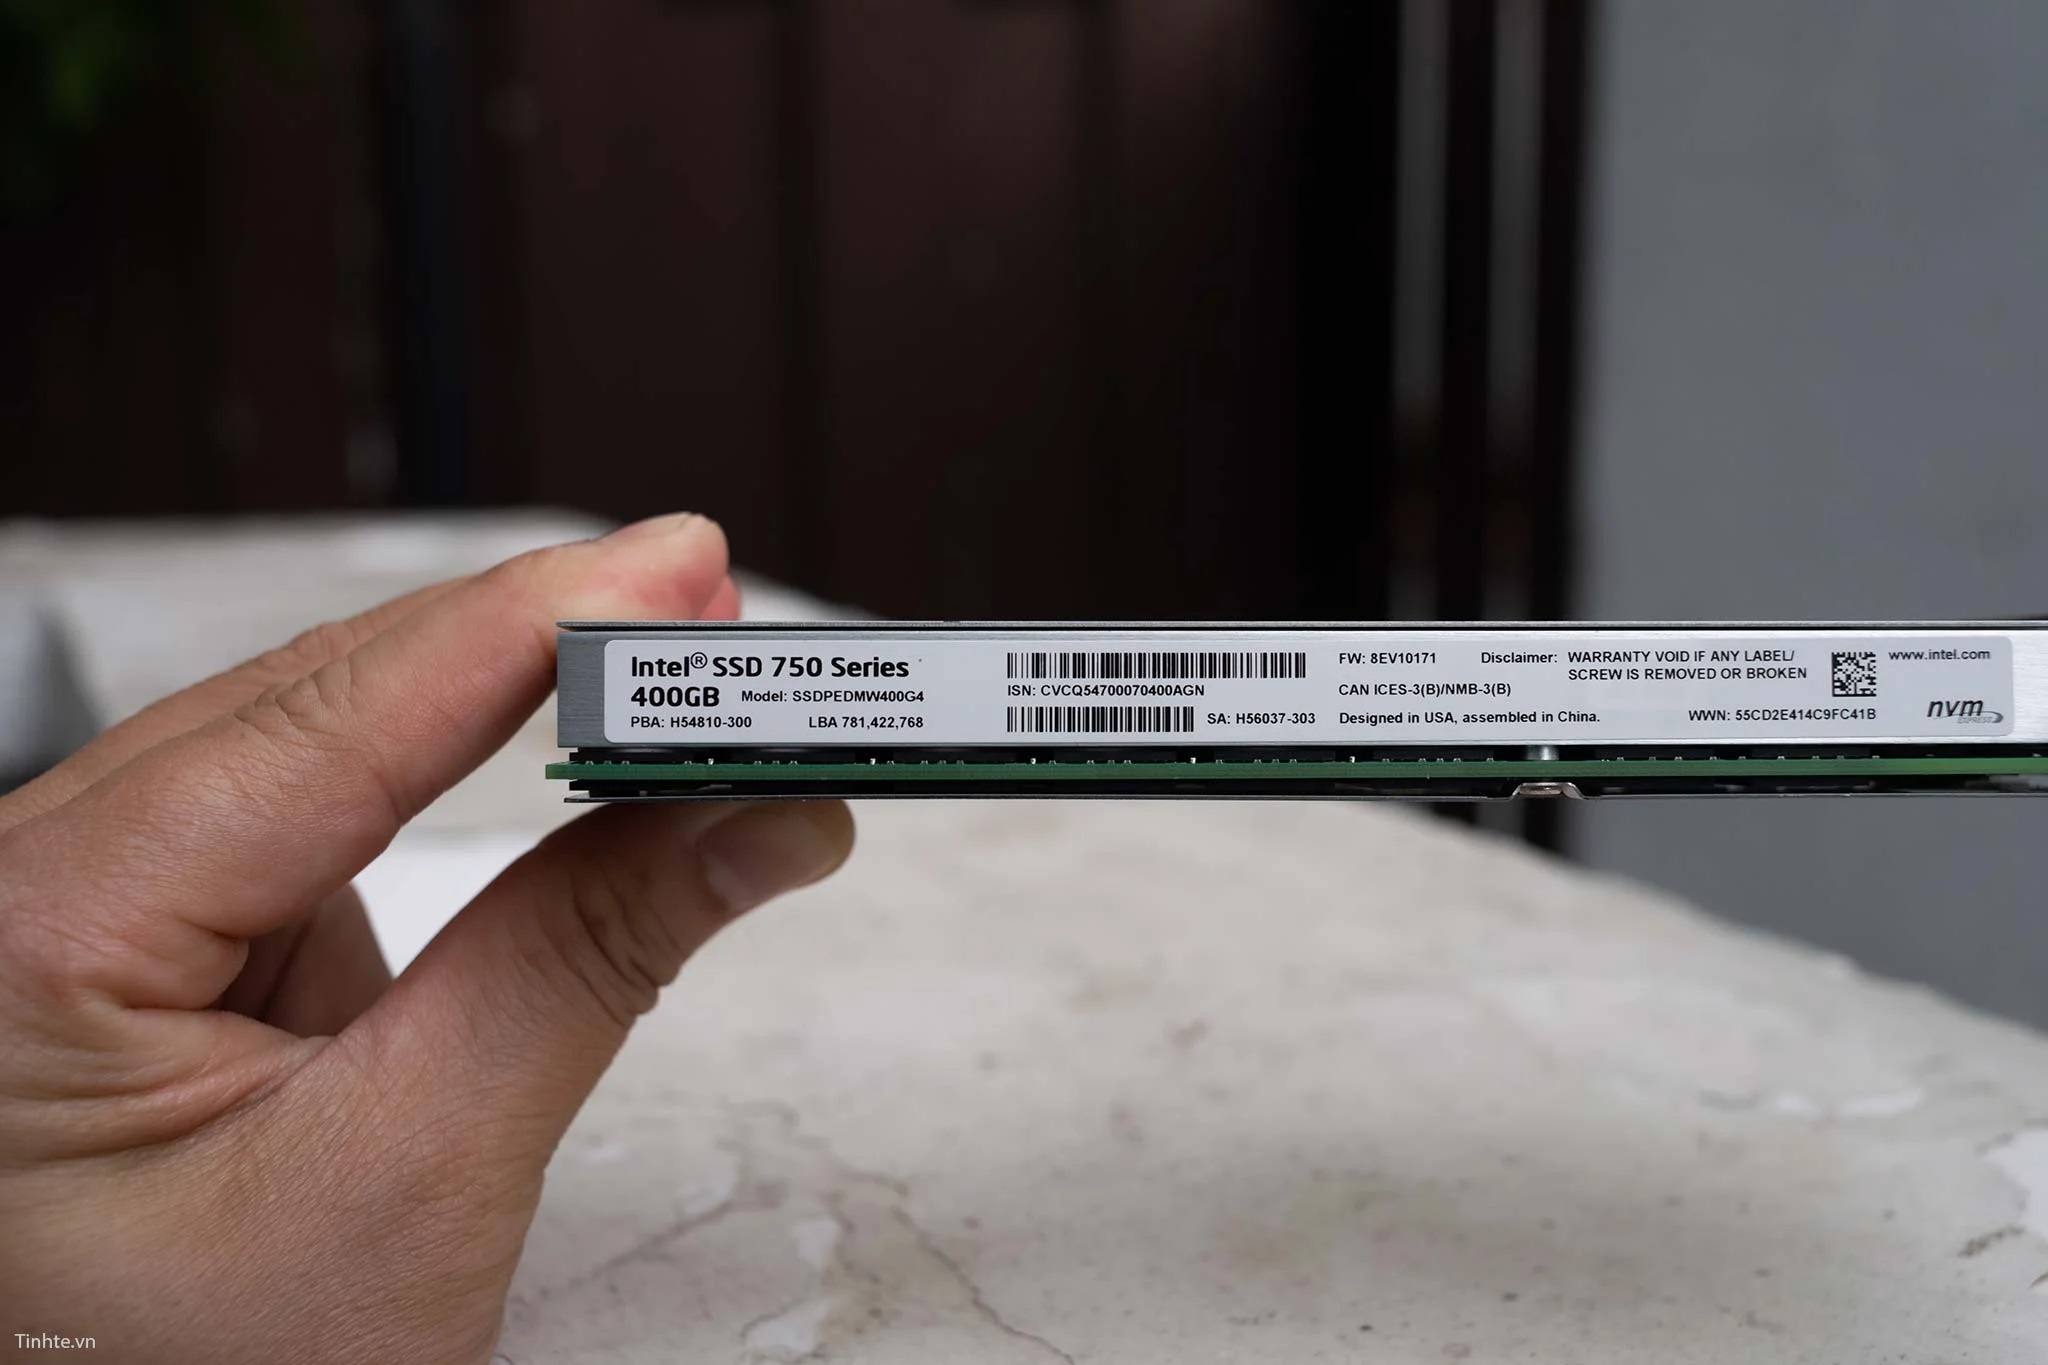 Intel® SSD 750 Series
400GB Model: SSDPEDMW400G4
PBA: H54810-300 LBA 781,422,768
ISN: CVCQ54700070400AGN
SA: H56037-303
FW: 8EV10171
Disclaimer: WARRANTY VOID IF ANY LABEL/
SCREW IS REMOVED OR BROKEN
CAN ICES-3(B)/NMB-3(B)
Designed in USA, assembled in China.
www.intel.com
WWN: 55CD2E414C9FC41B
nvm
EXPRESS
Tinhte.vn